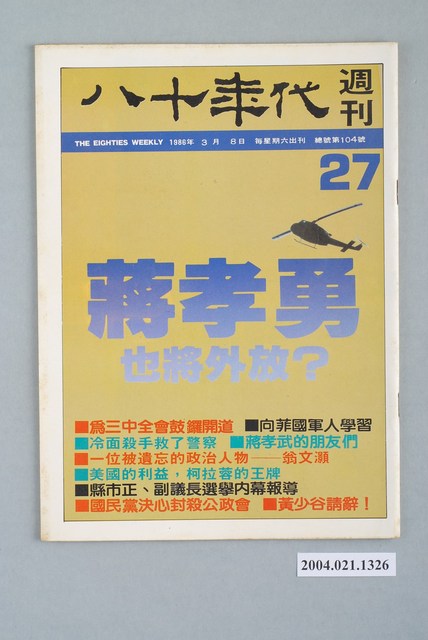 八十年代
週刊
THE EIGHTIES WEEKLY 1986年 3月 8日 每星期六出刊 總號第104號
27
蔣孝勇
也將外放？
■為三中全會鼓鑼開道 ■向菲國軍人學習
■冷面殺手救了警察 ■蔣孝武的朋友們
■一位被遺忘的政治人物——翁文灝
■美國的利益，柯拉蓉的王牌
■縣市正、副議長選舉内幕報導
■國民黨決心封殺公政會 ■黃少谷請辭！
2004.021.1326